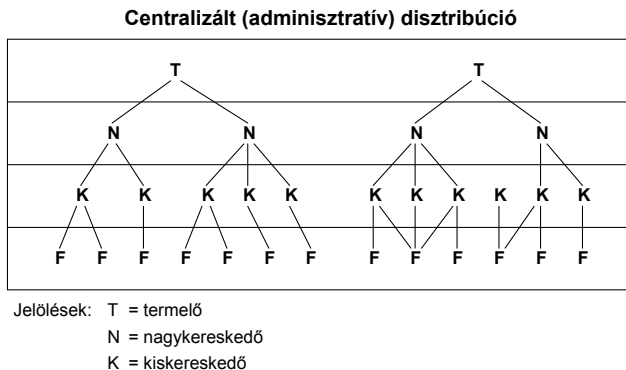 Centralizált (adminisztratív) disztribúció
T T
N N N N
K K K K K K K K K K K
F F F F F F F F F F F F F
Jelölések: T = termelő
N = nagykereskedő
K = kiskereskedő